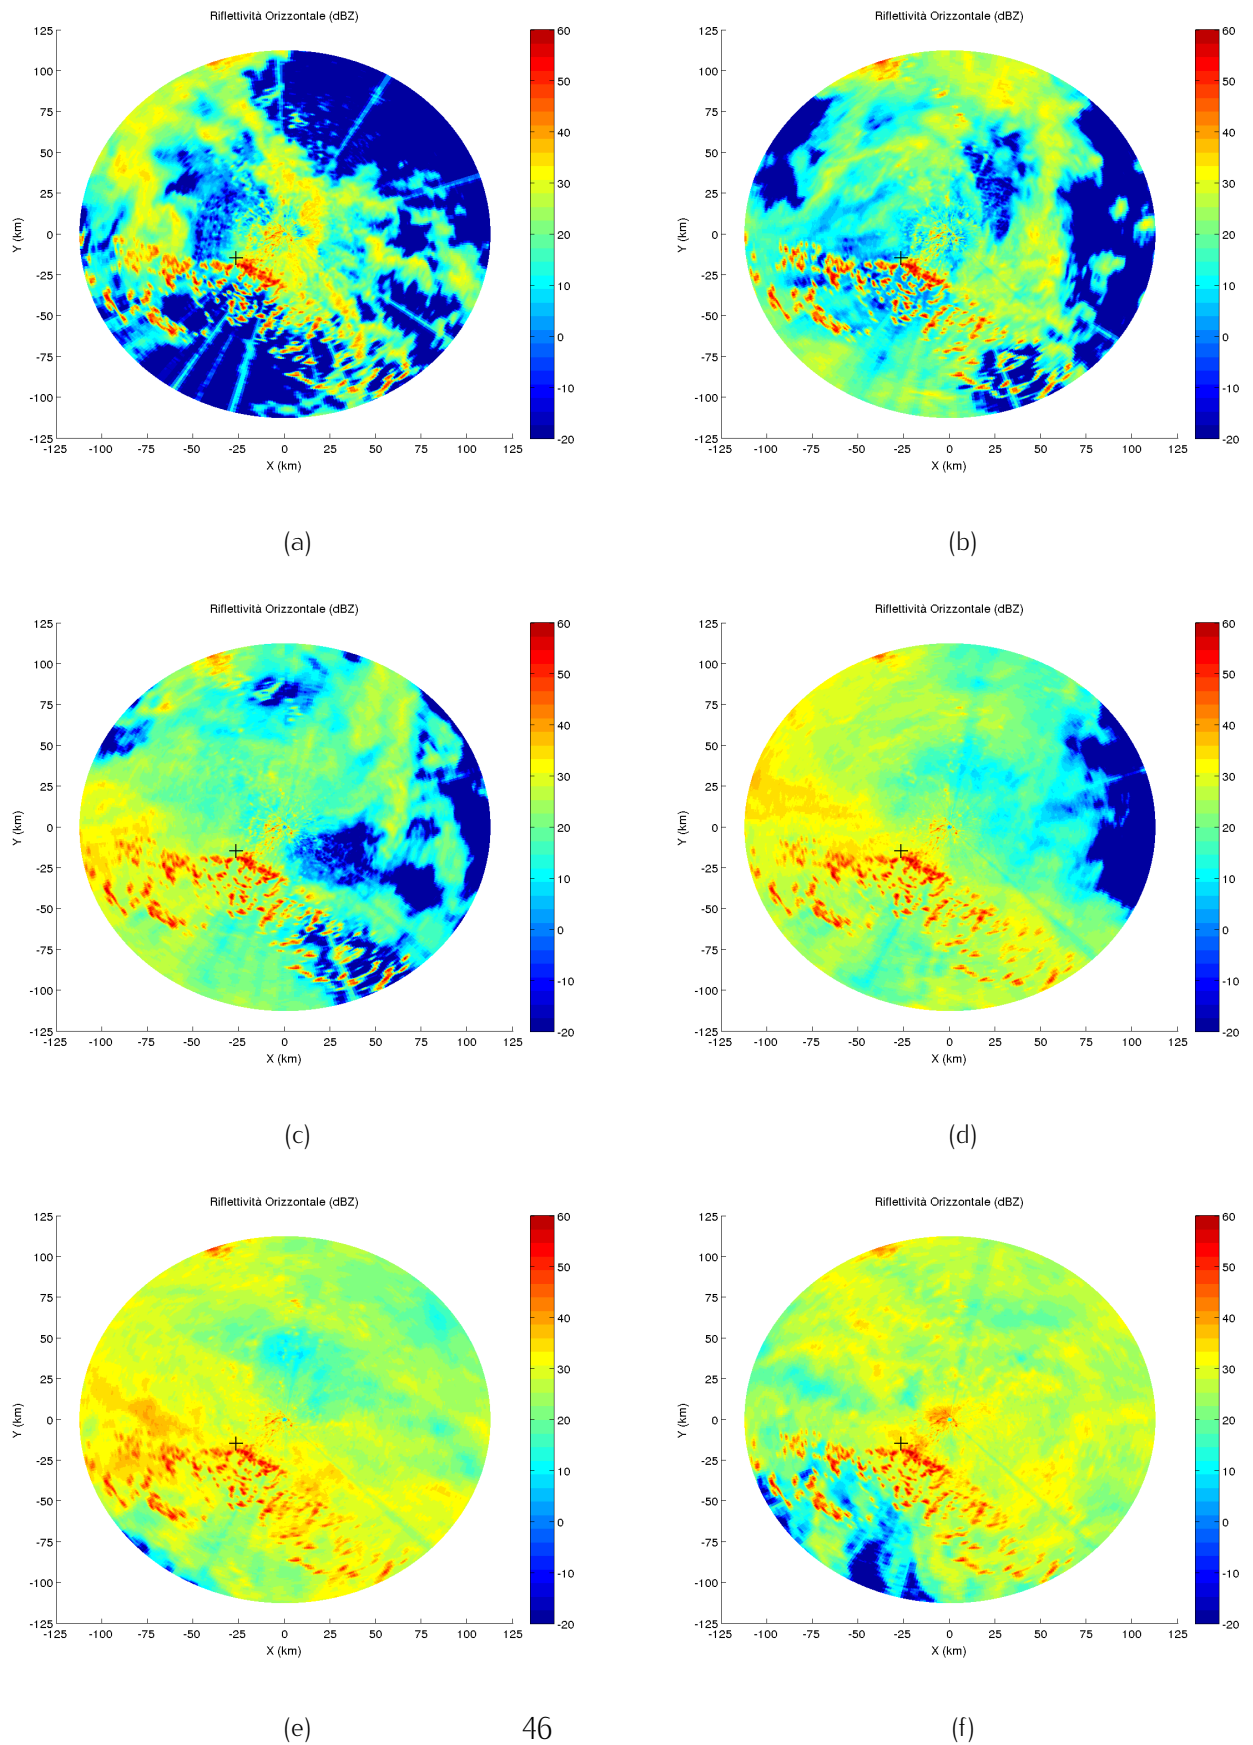 Riflettività Orizzontale (dBZ) Riflettività Orizzontale (dBZ)
125 100 75 50 25 0 -25 -50 -75 -100 -125
Y (km)
-125 -100 -75 -50 -25 0 25 50 75 100 125
X (km)
60 50 40 30 20 10 0 -10 -20
125 100 75 50 25 0 -25 -50 -75 -100 -125
Y (km)
-125 -100 -75 -50 -25 0 25 50 75 100 125
X (km)
60 50 40 30 20 10 0 -10 -20
(a) (b)
Riflettività Orizzontale (dBZ) Riflettività Orizzontale (dBZ)
125 100 75 50 25 0 -25 -50 -75 -100 -125
Y (km)
-125 -100 -75 -50 -25 0 25 50 75 100 125
X (km)
60 50 40 30 20 10 0 -10 -20
125 100 75 50 25 0 -25 -50 -75 -100 -125
Y (km)
-125 -100 -75 -50 -25 0 25 50 75 100 125
X (km)
60 50 40 30 20 10 0 -10 -20
(c) (d)
Riflettività Orizzontale (dBZ) Riflettività Orizzontale (dBZ)
125 100 75 50 25 0 -25 -50 -75 -100 -125
Y (km)
-125 -100 -75 -50 -25 0 25 50 75 100 125
X (km)
60 50 40 30 20 10 0 -10 -20
125 100 75 50 25 0 -25 -50 -75 -100 -125
Y (km)
-125 -100 -75 -50 -25 0 25 50 75 100 125
X (km)
60 50 40 30 20 10 0 -10 -20
(e) 46 (f)